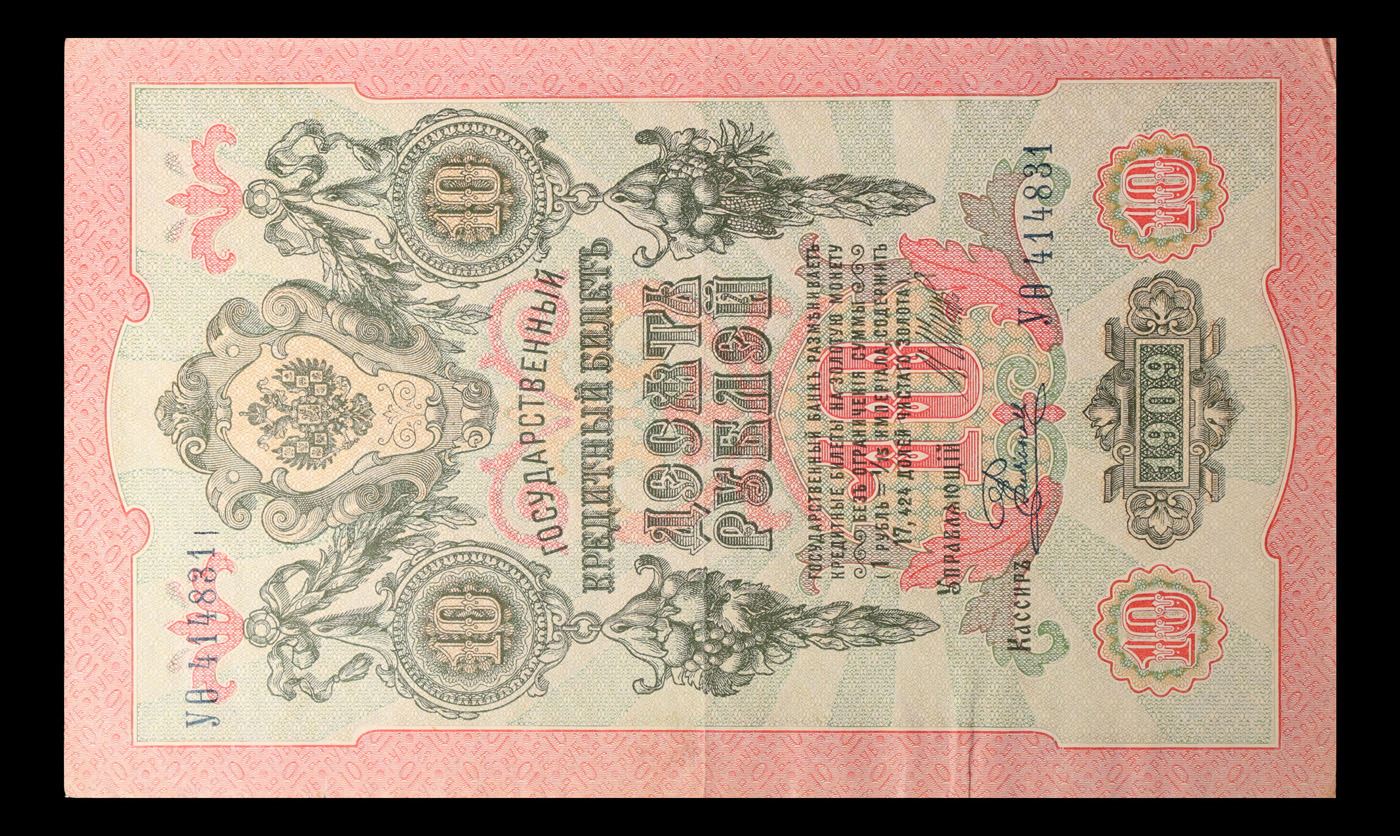 УѲ 414831
10
10
ГОСУДАРСТВЕННЫЙ
КРЕДИТНЫЙ БИЛЕТЪ
ДЕСЯТЬ
РУБЛЕЙ
10
ГОСУДАРСТВЕННЫЙ БАНКЪ РАЗМѢНИВАЕТЪ
КРЕДИТНЫЕ БИЛЕТЫ НА ЗОЛОТУЮ МОНЕТУ
БЕЗЪ ОГРАНИЧЕНІЯ СУММЫ
(1 РУБЛЬ = 1/15 ИМПЕРІАЛА, СОДЕРЖИТЪ
17,424 ДОЛЕЙ ЧИСТАГО ЗОЛОТА)
Управляющій
Кассиръ
УѲ 414831
10
1909
10